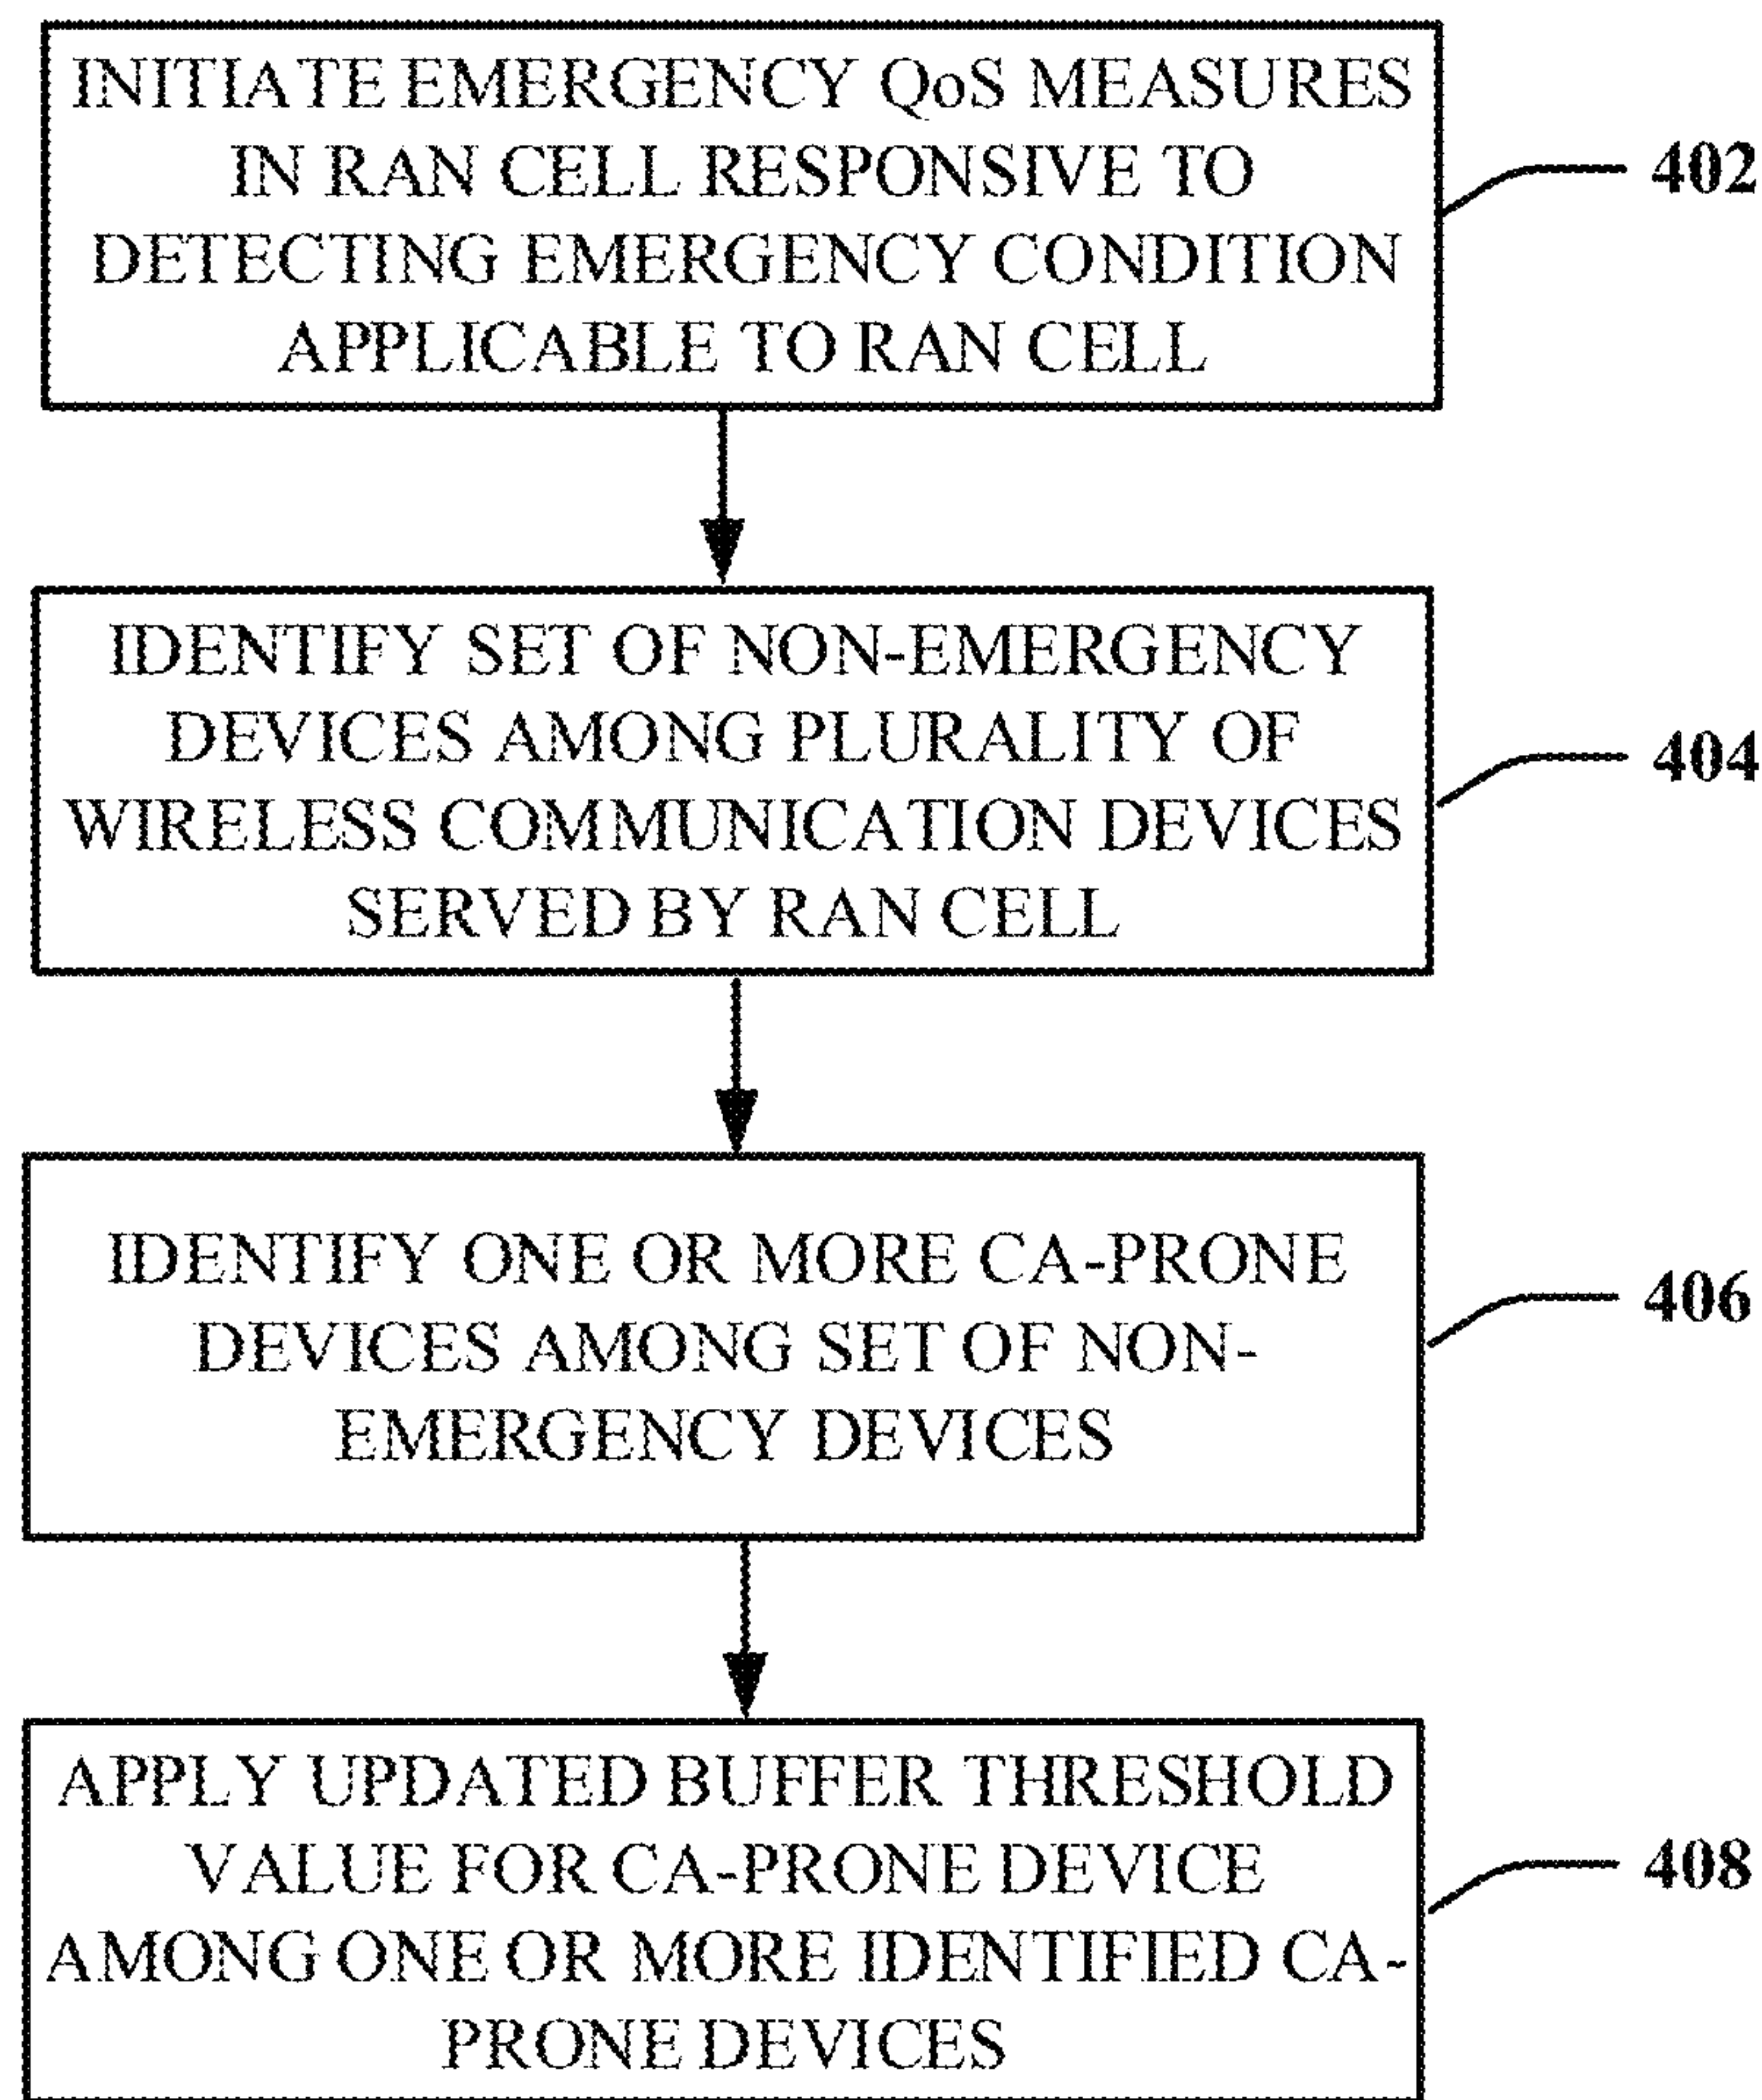 INITIATE EMERGENCY QoS MEASURES
IN RAN CELL RESPONSIVE TO
DETECTING EMERGENCY CONDITION
APPLICABLE TO RAN CELL
402
IDENTIFY SET OF NON-EMERGENCY
DEVICES AMONG PLURALITY OF
WIRELESS COMMUNICATION DEVICES
SERVED BY RAN CELL
404
IDENTIFY ONE OR MORE CA-PRONE
DEVICES AMONG SET OF NON-
EMERGENCY DEVICES
406
APPLY UPDATED BUFFER THRESHOLD
VALUE FOR CA-PRONE DEVICE
AMONG ONE OR MORE IDENTIFIED CA-
PRONE DEVICES
408